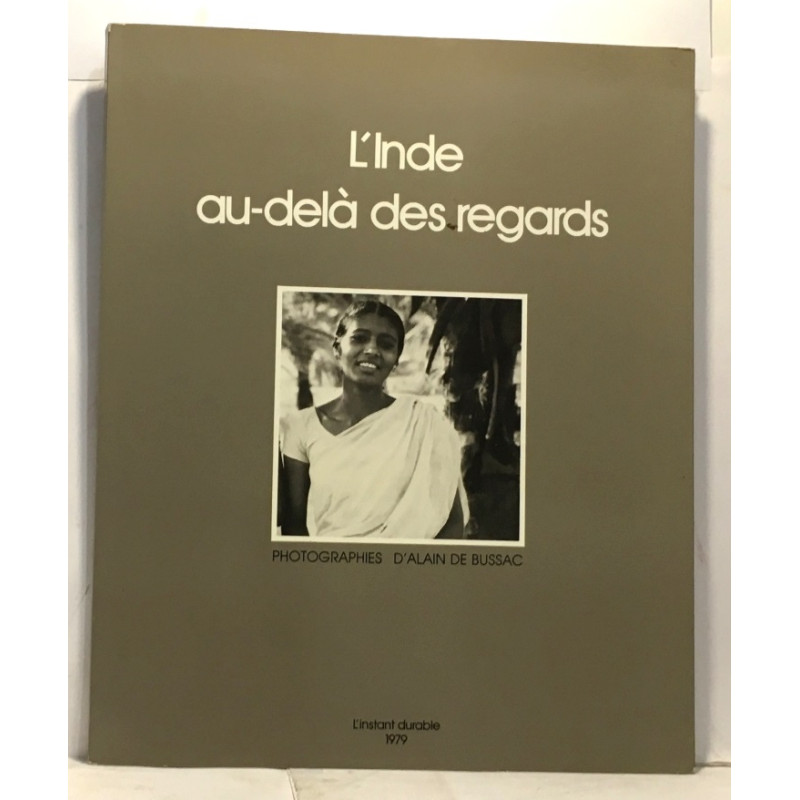 L'Inde
au-delà des regards
PHOTOGRAPHIES D'ALAIN DE BUSSAC
L'instant durable
1979